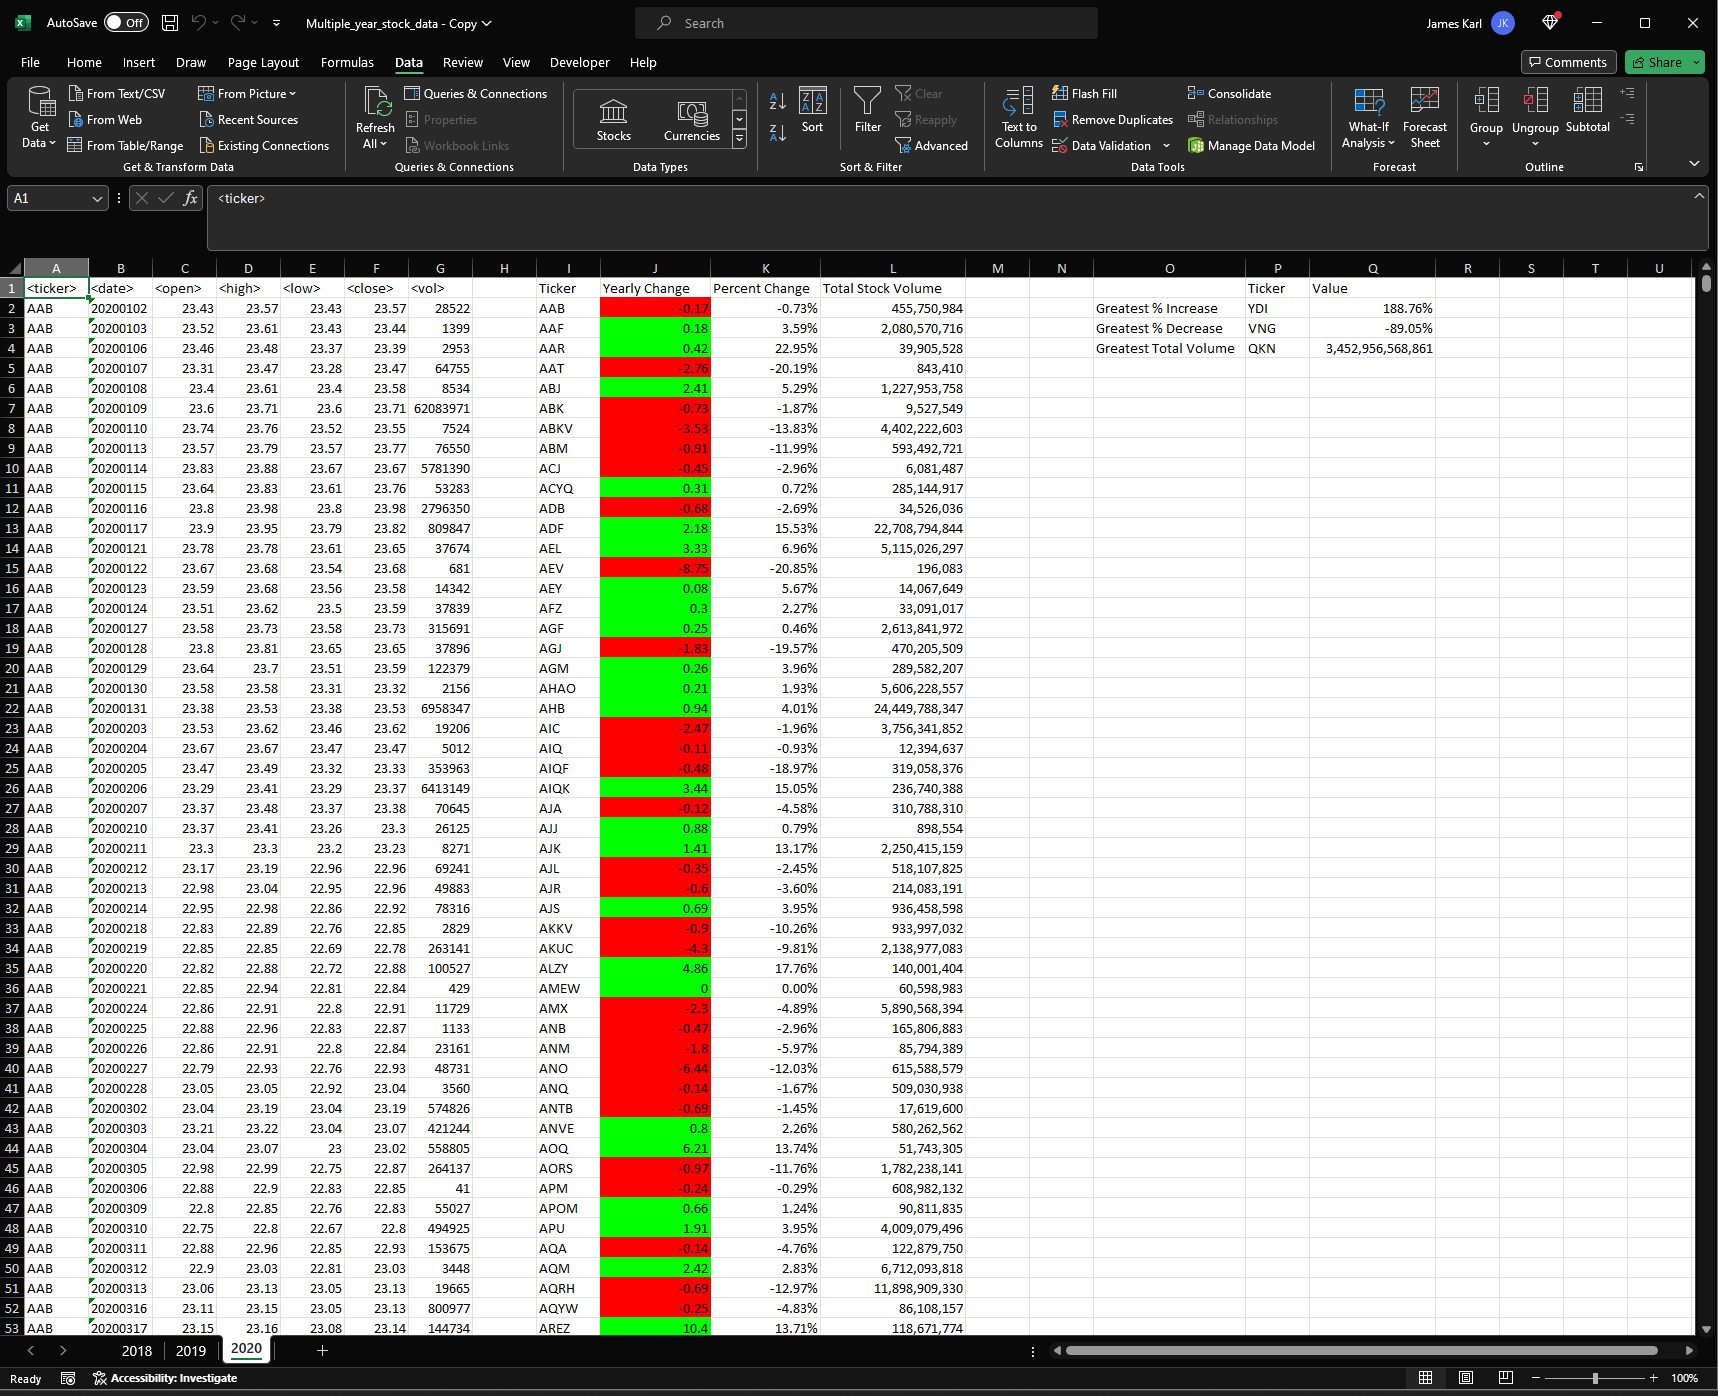 AutoSave Off Multiple_year_stock_data - Copy Search James Karl JK
File Home Insert Draw Page Layout Formulas Data Review View Developer Help Comments Share
Get Data From Text/CSV From Web From Table/Range From Picture Recent Sources Existing Connections
Get & Transform Data
Refresh All Queries & Connections Properties Workbook Links
Queries & Connections
Stocks Currencies
Data Types
Sort Filter Clear Reapply Advanced
Sort & Filter
Text to Columns Flash Fill Remove Duplicates Data Validation Consolidate Relationships Manage Data Model
Data Tools
What-If Analysis Forecast Sheet
Forecast
Group Ungroup Subtotal
Outline
A1 fx <ticker>
A B C D E F G H I J K L M N O P Q R S T U
1 <ticker> <date> <open> <high> <low> <close> <vol> Ticker Yearly Change Percent Change Total Stock Volume Ticker Value
2 AAB 20200102 23.43 23.57 23.43 23.57 28522 AAB -0.17 -0.73% 455,750,984 Greatest % Increase YDI 188.76%
3 AAB 20200103 23.52 23.61 23.43 23.44 1399 AAF 0.18 3.59% 2,080,570,716 Greatest % Decrease VNG -89.05%
4 AAB 20200106 23.46 23.48 23.37 23.39 2953 AAR 0.42 22.95% 39,905,528 Greatest Total Volume QKN 3,452,956,568,861
5 AAB 20200107 23.31 23.47 23.28 23.47 64755 AAT -2.76 -20.19% 843,410
6 AAB 20200108 23.4 23.61 23.4 23.58 8534 ABJ 2.41 5.29% 1,227,953,758
7 AAB 20200109 23.6 23.71 23.6 23.71 62083971 ABK -0.73 -1.87% 9,527,549
8 AAB 20200110 23.74 23.76 23.52 23.55 7524 ABKV -3.53 -13.83% 4,402,222,603
9 AAB 20200113 23.57 23.79 23.57 23.77 76550 ABM -0.91 -11.99% 593,492,721
10 AAB 20200114 23.83 23.88 23.67 23.67 5781390 ACJ -0.45 -2.96% 6,081,487
11 AAB 20200115 23.64 23.83 23.61 23.76 53283 ACYQ 0.31 0.72% 285,144,917
12 AAB 20200116 23.8 23.98 23.8 23.98 2796350 ADB -0.68 -2.69% 34,526,036
13 AAB 20200117 23.9 23.95 23.79 23.82 809847 ADF 2.18 15.53% 22,708,794,844
14 AAB 20200121 23.78 23.78 23.61 23.65 37674 AEL 3.33 6.96% 5,115,026,297
15 AAB 20200122 23.67 23.68 23.54 23.68 681 AEV -8.75 -20.85% 196,083
16 AAB 20200123 23.59 23.68 23.56 23.58 14342 AEY 0.08 5.67% 14,067,649
17 AAB 20200124 23.51 23.62 23.5 23.59 37839 AFZ 0.3 2.27% 33,091,017
18 AAB 20200127 23.58 23.73 23.58 23.73 315691 AGF 0.25 0.46% 2,613,841,972
19 AAB 20200128 23.8 23.81 23.65 23.65 37896 AGJ -1.83 -19.57% 470,205,509
20 AAB 20200129 23.64 23.7 23.51 23.59 122379 AGM 0.26 3.96% 289,582,207
21 AAB 20200130 23.58 23.58 23.31 23.32 2156 AHAO 0.21 1.93% 5,606,228,557
22 AAB 20200131 23.38 23.53 23.38 23.53 6958347 AHB 0.94 4.01% 24,449,788,347
23 AAB 20200203 23.53 23.62 23.46 23.62 19206 AIC -2.47 -1.96% 3,756,341,852
24 AAB 20200204 23.67 23.67 23.47 23.47 5012 AIQ -0.11 -0.93% 12,394,637
25 AAB 20200205 23.47 23.49 23.32 23.33 353963 AIQF -0.48 -18.97% 319,058,376
26 AAB 20200206 23.29 23.41 23.29 23.37 6413149 AIQK 3.44 15.05% 236,740,388
27 AAB 20200207 23.37 23.48 23.37 23.38 70645 AJA -0.12 -4.58% 310,788,310
28 AAB 20200210 23.37 23.41 23.26 23.3 26125 AJJ 0.88 0.79% 898,554
29 AAB 20200211 23.3 23.3 23.2 23.23 8271 AJK 1.41 13.17% 2,250,415,159
30 AAB 20200212 23.17 23.19 22.96 22.96 69241 AJL -0.35 -2.45% 518,107,825
31 AAB 20200213 22.98 23.04 22.95 22.96 49883 AJR -0.6 -3.60% 214,083,191
32 AAB 20200214 22.95 22.98 22.86 22.92 78316 AJS 0.69 3.95% 936,458,598
33 AAB 20200218 22.83 22.89 22.76 22.85 2829 AKKV -0.9 -10.26% 933,997,032
34 AAB 20200219 22.85 22.85 22.69 22.78 263141 AKUC -4.3 -9.81% 2,138,977,083
35 AAB 20200220 22.82 22.88 22.72 22.88 100527 ALZY 4.86 17.76% 140,001,404
36 AAB 20200221 22.85 22.94 22.81 22.84 429 AMEW 0 0.00% 60,598,983
37 AAB 20200224 22.86 22.91 22.8 22.91 11729 AMX -2.3 -4.89% 5,890,568,394
38 AAB 20200225 22.88 22.96 22.83 22.87 1133 ANB -0.47 -2.96% 165,806,883
39 AAB 20200226 22.86 22.91 22.8 22.84 23161 ANM -1.8 -5.97% 85,794,389
40 AAB 20200227 22.79 22.93 22.76 22.93 48731 ANO -6.44 -12.03% 615,588,579
41 AAB 20200228 23.05 23.05 22.92 23.04 3560 ANQ -0.14 -1.67% 509,030,938
42 AAB 20200302 23.04 23.19 23.04 23.19 574826 ANTB -0.69 -1.45% 17,619,600
43 AAB 20200303 23.21 23.22 23.04 23.07 421244 ANVE 0.8 2.26% 580,262,562
44 AAB 20200304 23.04 23.07 23 23.02 558805 AOQ 6.21 13.74% 51,743,305
45 AAB 20200305 22.98 22.99 22.75 22.87 264137 AORS -0.97 -11.76% 1,782,238,141
46 AAB 20200306 22.88 22.9 22.83 22.85 41 APM -0.24 -0.29% 608,982,132
47 AAB 20200309 22.8 22.85 22.76 22.83 55027 APOM 0.66 1.24% 90,811,835
48 AAB 20200310 22.75 22.8 22.67 22.8 494925 APU 1.91 3.95% 4,009,079,496
49 AAB 20200311 22.88 22.96 22.85 22.93 153675 AQA -0.14 -4.76% 122,879,750
50 AAB 20200312 22.9 23.03 22.81 23.03 3448 AQM 2.42 2.83% 6,712,093,818
51 AAB 20200313 23.06 23.13 23.05 23.13 19665 AQRH -0.69 -12.97% 11,898,909,330
52 AAB 20200316 23.11 23.15 23.05 23.13 800977 AQYW -0.25 -4.83% 86,108,157
53 AAB 20200317 23.15 23.16 23.08 23.14 144734 AREZ 10.4 13.71% 118,671,774
2018 2019 2020
Ready Accessibility: Investigate 100%